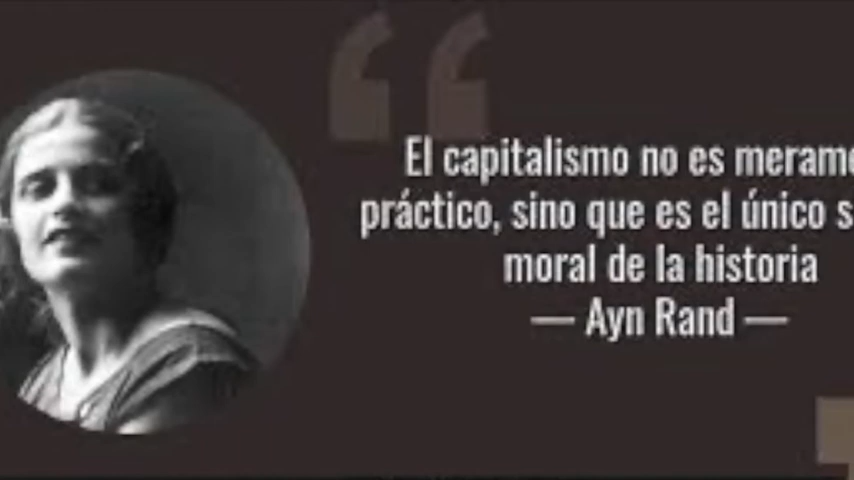 El capitalismo no es merame
práctico, sino que es el único s
moral de la historia
— Ayn Rand —